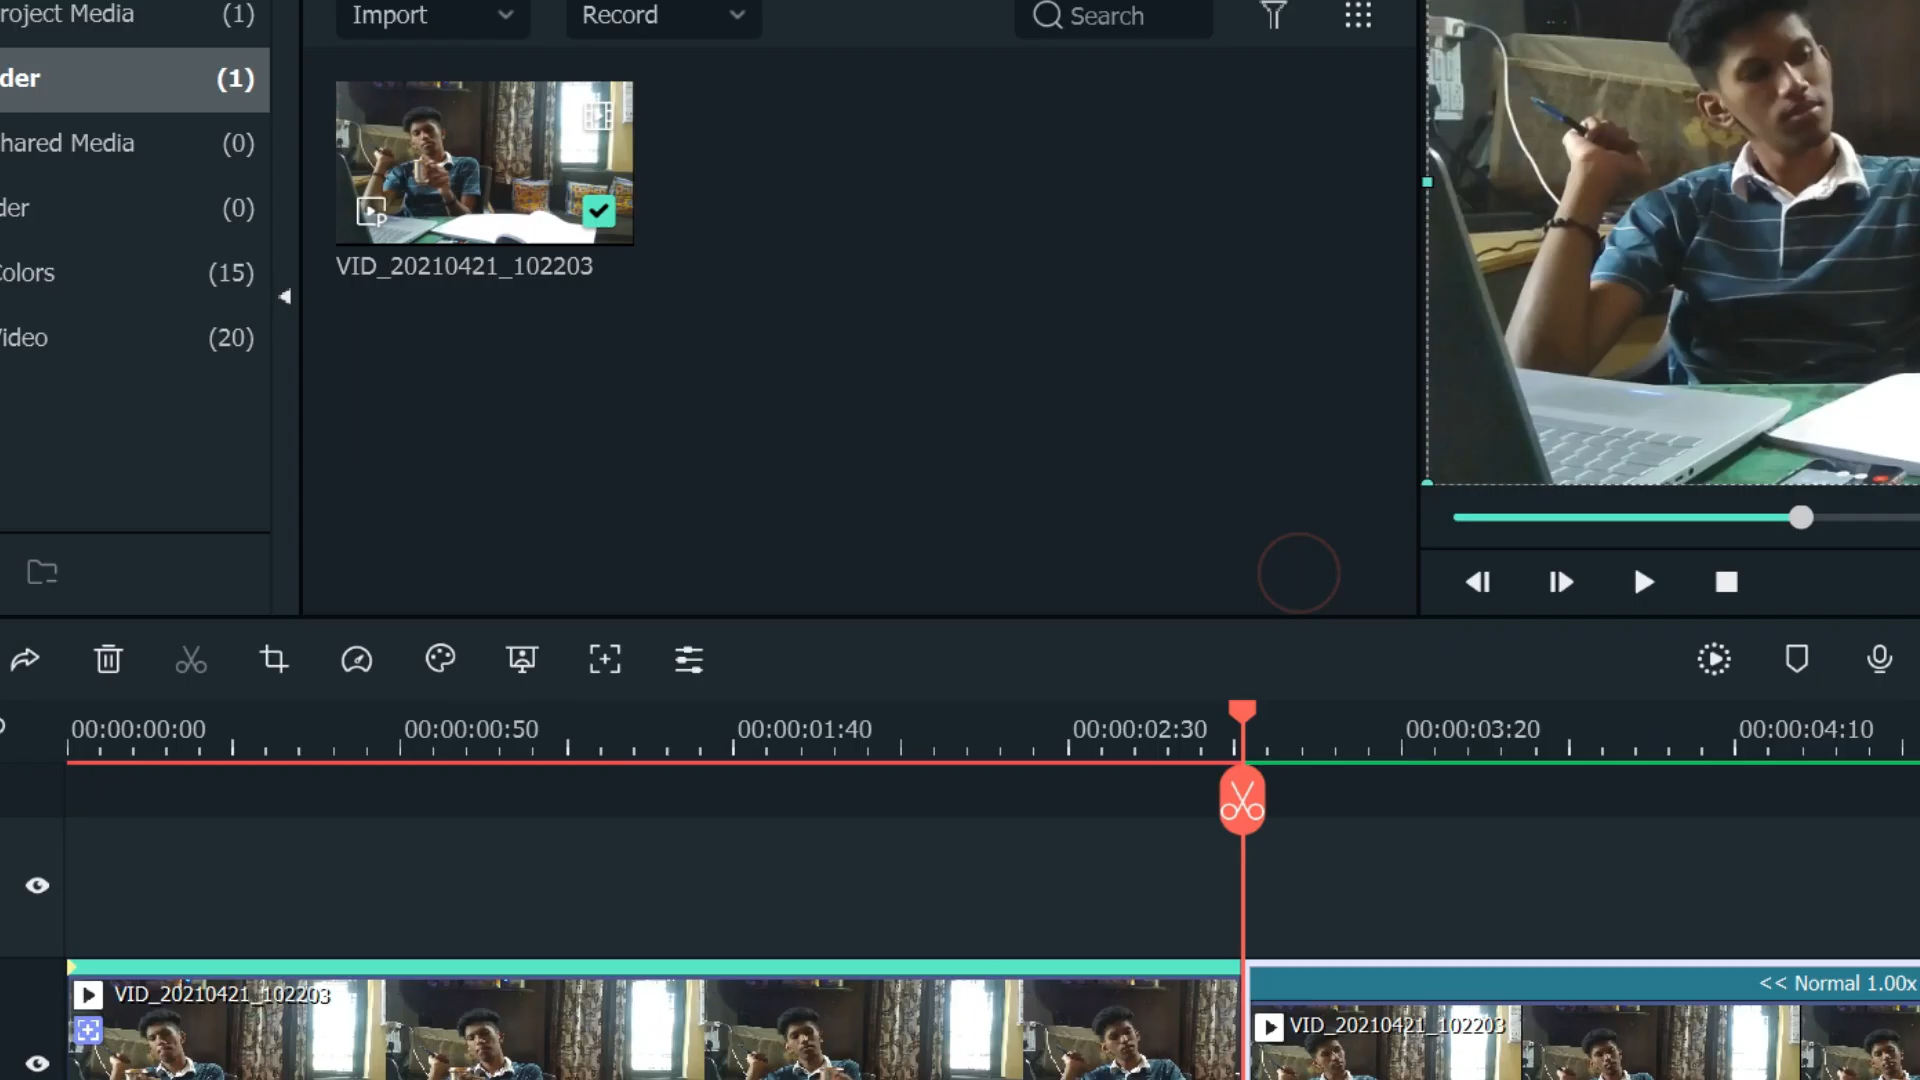 roject Media (1)
Import
Record
Search
der (1)
hared Media (0)
der (0)
Colors (15)
ideo (20)
VID_20210421_102203
00:00:00:00
00:00:00:50
00:00:01:40
00:00:02:30
00:00:03:20
00:00:04:10
<< Normal 1.00x
VID_20210421_102203
VID_20210421_102203